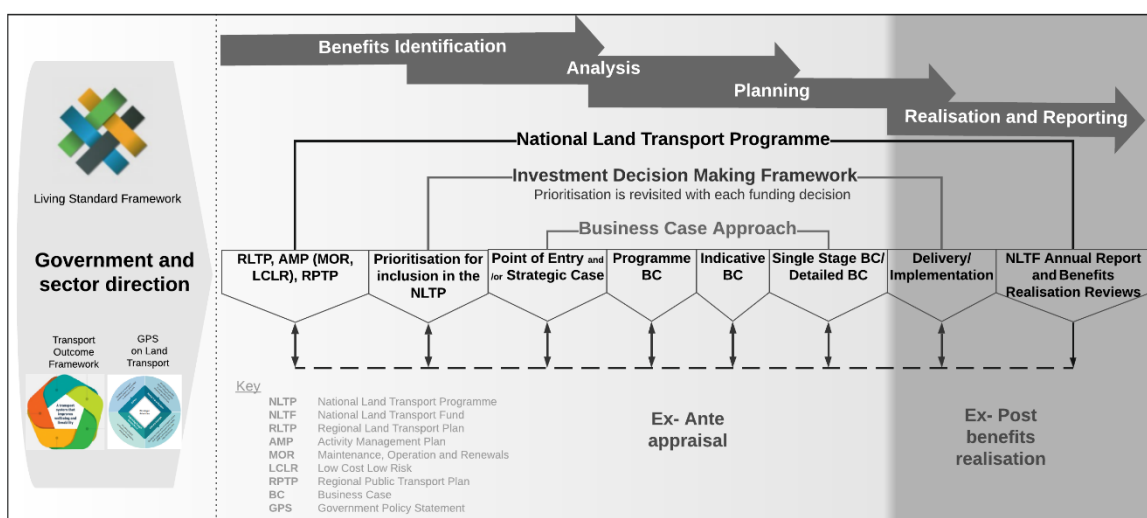 Benefits Identification
Analysis
Planning
Realisation and Reporting
National Land Transport Programme
Investment Decision Making Framework
Prioritisation is revisited with each funding decision
Business Case Approach
Living Standard Framework
Government and
sector direction
Transport
Outcome
Framework
GPS
on Land
Transport
RLTP, AMP (MOR,
LCLR), RPTP
Prioritisation for
inclusion in the
NLTP
Point of Entry and
/or Strategic Case
Programme
BC
Indicative
BC
Single Stage BC/
Detailed BC
Delivery/
Implementation
NLTF Annual Report
and Benefits
Realisation Reviews
Key
NLTP National Land Transport Programme
NLTF National Land Transport Fund
RLTP Regional Land Transport Plan
AMP Activity Management Plan
MOR Maintenance, Operation and Renewals
LCLR Low Cost Low Risk
RPTP Regional Public Transport Plan
BC Business Case
GPS Government Policy Statement
Ex- Ante
appraisal
Ex- Post
benefits
realisation